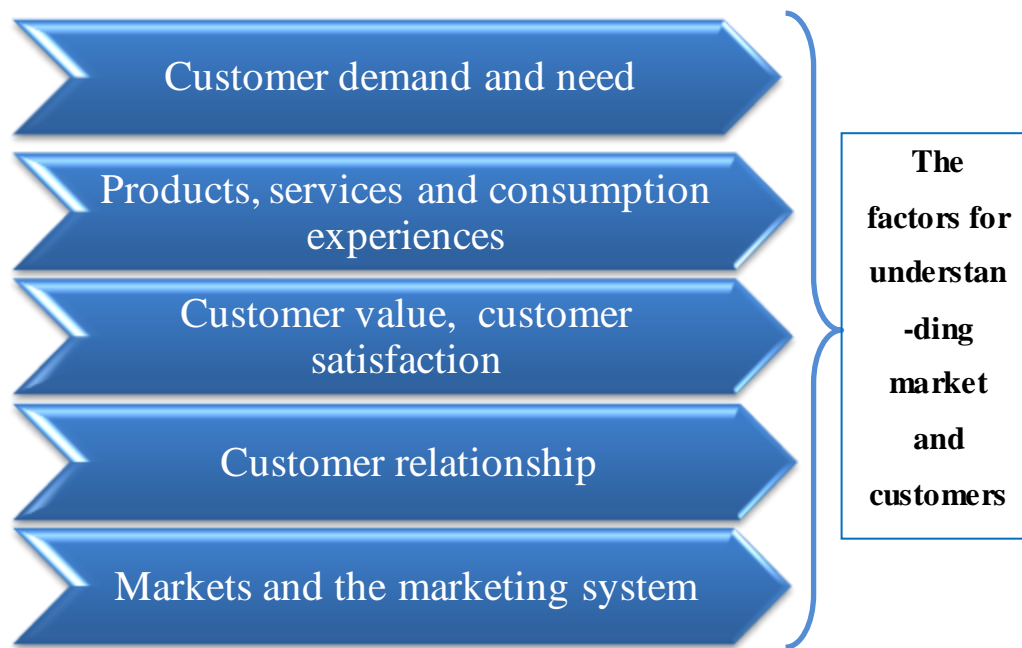 Customer demand and need
Products, services and consumption
experiences
Customer value, customer
satisfaction
Customer relationship
Markets and the marketing system
The
factors for
understan
-ding
market
and
customers